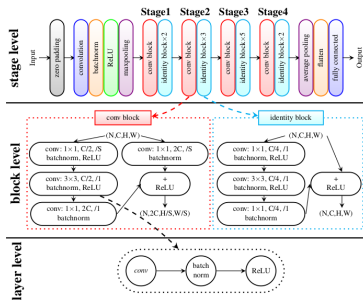 Stage1 Stage2 Stage3 Stage4
stage level
Input
zero padding
convolation
batchnorm
ReLU
maxpooling
conv block
identity block×2
conv block
identity block×3
conv block
identity block×5
conv block
identity block×2
average pooling
flatten
fully connected
Output
block level
conv block
(N,C,H,W)
conv: 1×1, C/2, /S
batchnorm, ReLU
conv: 1×1, 2C, /S
batchnorm
conv: 3×3, C/2, /1
batchnorm, ReLU
+
ReLU
conv: 1×1, 2C, /1
batchnorm
(N,2C,H/S,W/S)
identity block
(N,C,H,W)
conv: 1×1, C/4, /1
batchnorm, ReLU
conv: 3×3, C/4, /1
batchnorm, ReLU
+
ReLU
conv: 1×1, C/4, /1
batchnorm
(N,C,H,W)
layer level
conv
batch
norm
ReLU